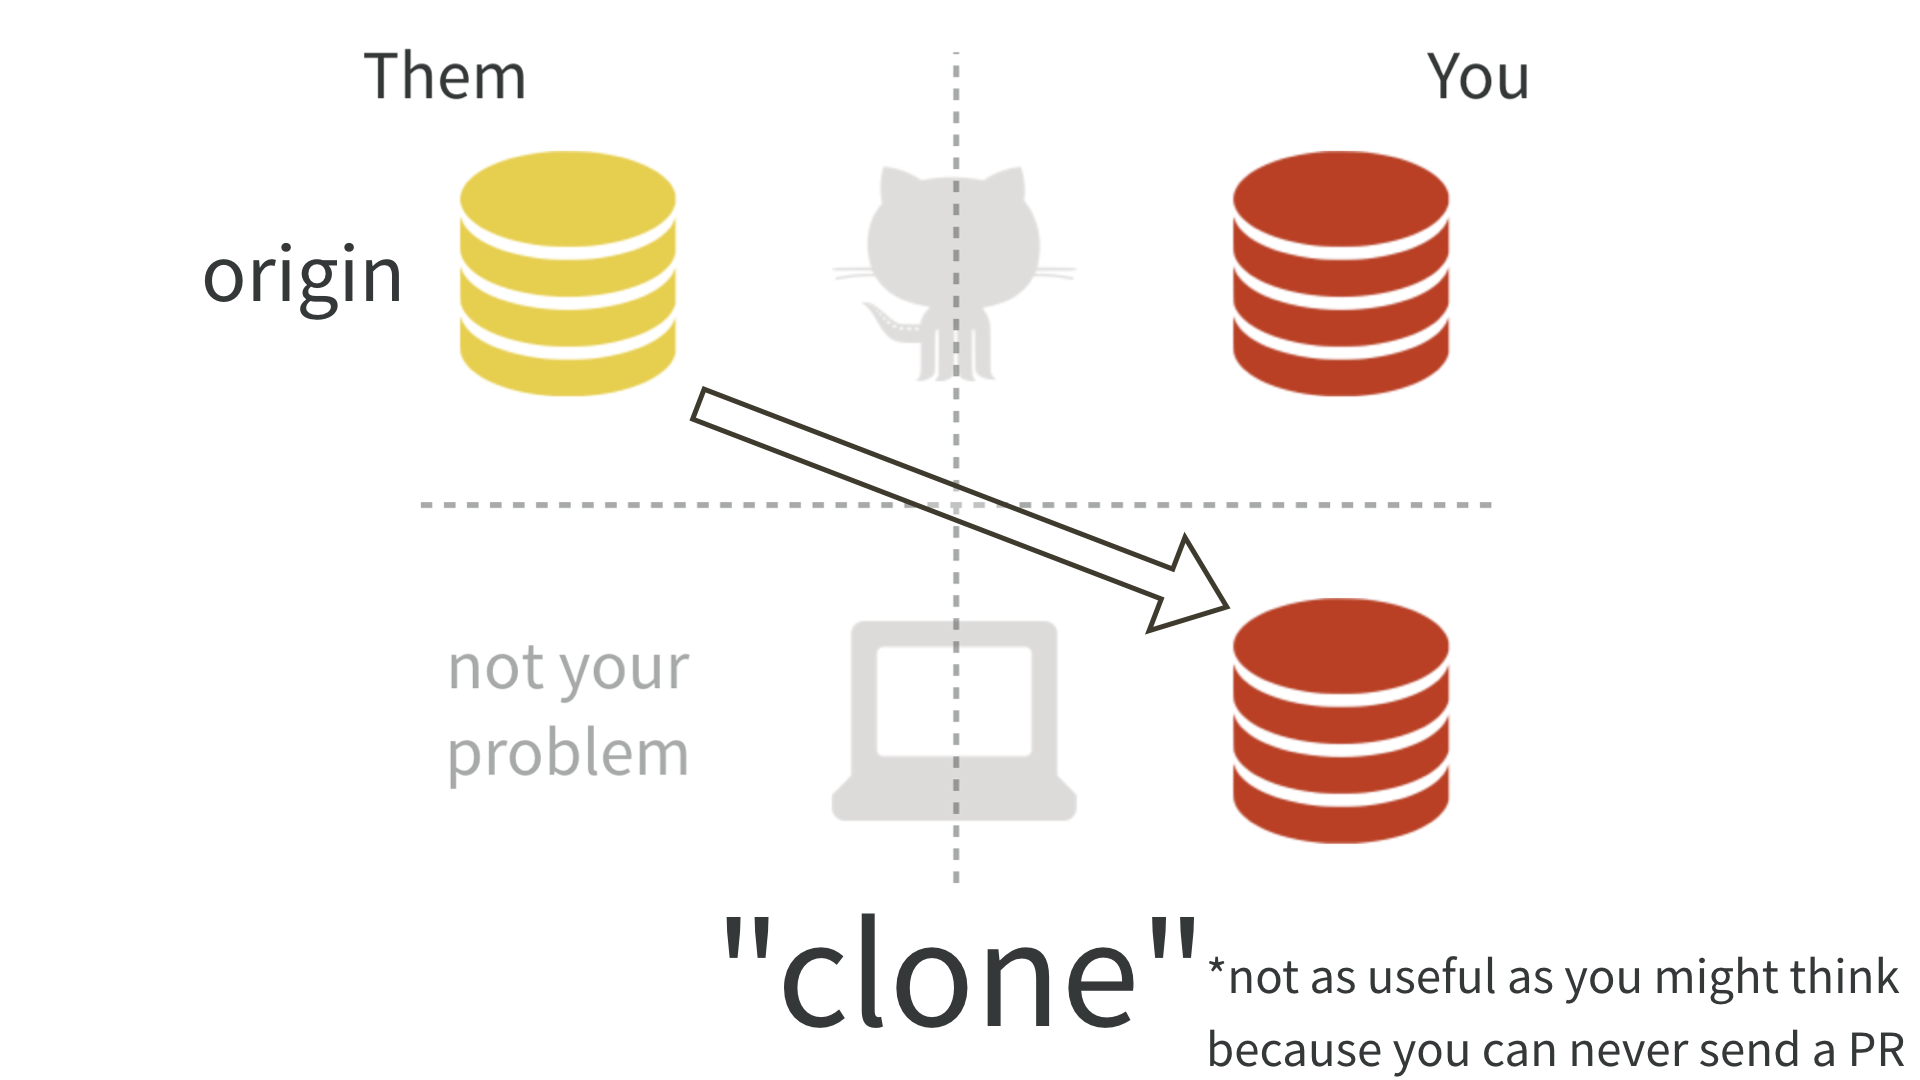 Them
You
origin
not your
problem
"clone"
*not as useful as you might think
because you can never send a PR